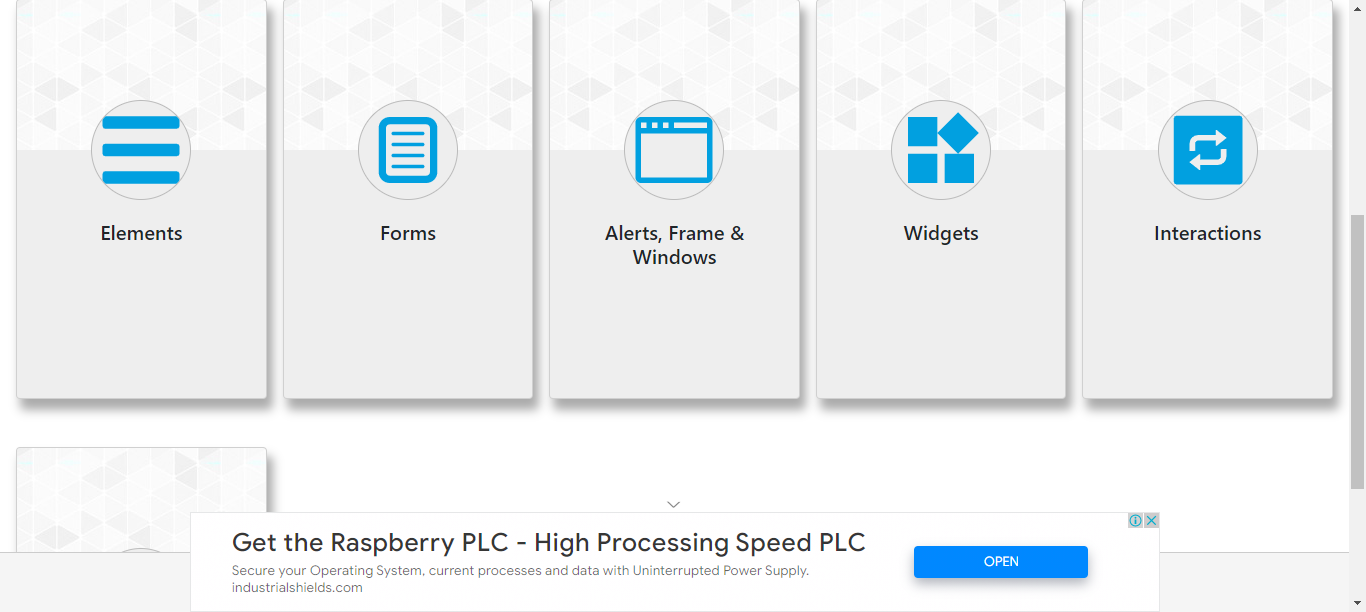 Elements
Forms
Alerts, Frame &
Windows
Widgets
Interactions
Get the Raspberry PLC - High Processing Speed PLC
Secure your Operating System, current processes and data with Uninterrupted Power Supply.
industrialshields.com
OPEN